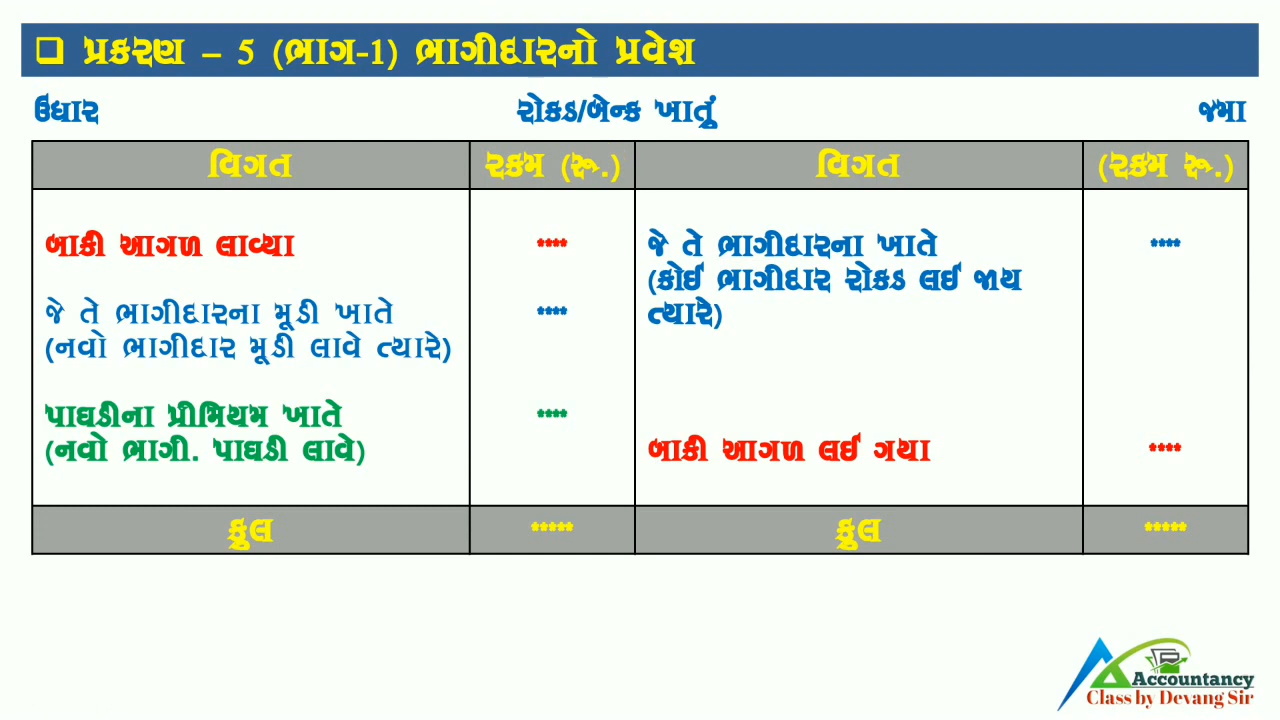 ❑ પ્રકરણ – 5 (ભાગ-1) ભાગીદારનો પ્રવેશ
ઉધાર રોકડ/બેન્ક ખાતું જમા
વિગત રકમ (રૂ.) વિગત (રકમ રૂ.)
બાકી આગળ લાવ્યા **** જે તે ભાગીદારના ખાતે ****
(કોઈ ભાગીદાર રોકડ લઈ જાય
જે તે ભાગીદારના મૂડી ખાતે **** ત્યારે)
(નવો ભાગીદાર મૂડી લાવે ત્યારે)
પાઘડીના પ્રીમિયમ ખાતે ****
(નવો ભાગી. પાઘડી લાવે) બાકી આગળ લઈ ગયા ****
કુલ ***** કુલ *****
Accountancy
Class by Devang Sir